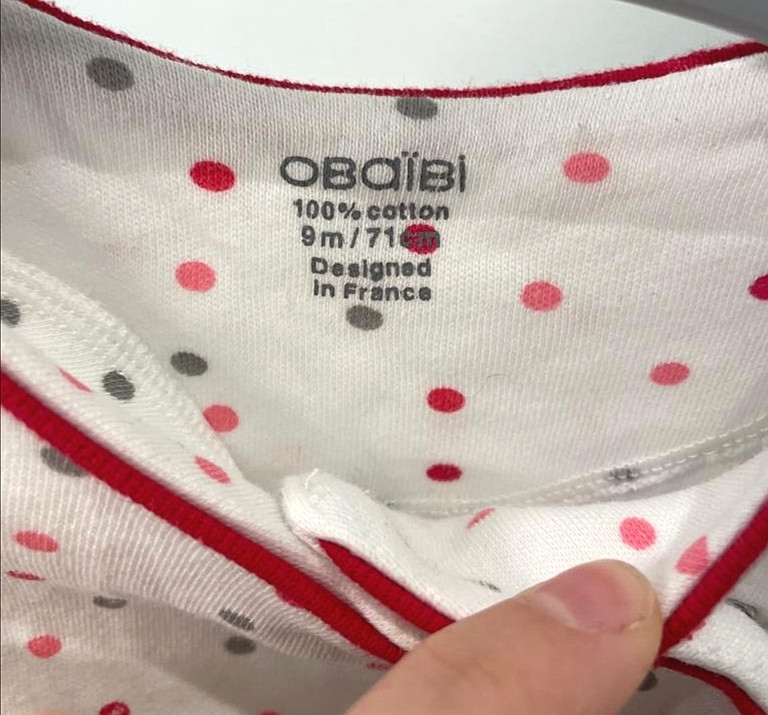 OBaïBi
100% cotton
9m/71cm
Designed
in France